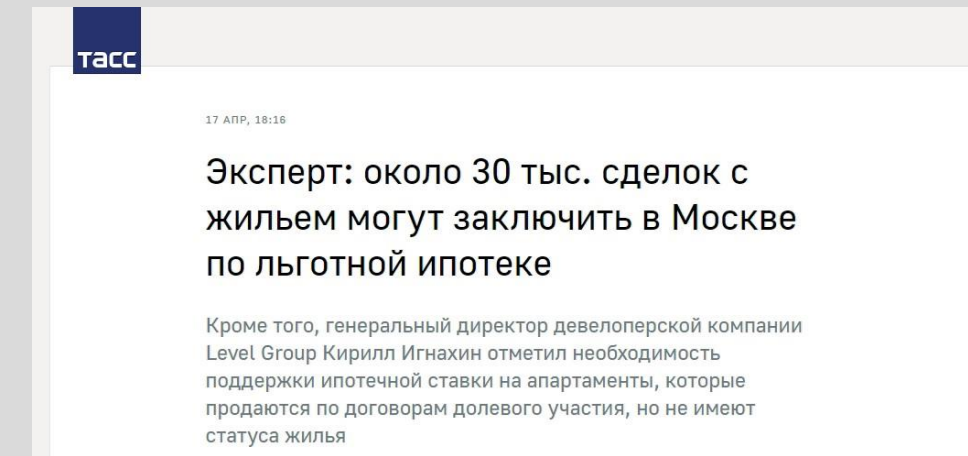 тасс
17 АПР, 18:16
Эксперт: около 30 тыс. сделок с
жильем могут заключить в Москве
по льготной ипотеке
Кроме того, генеральный директор девелоперской компании
Level Group Кирилл Игнахин отметил необходимость
поддержки ипотечной ставки на апартаменты, которые
продаются по договорам долевого участия, но не имеют
статуса жилья